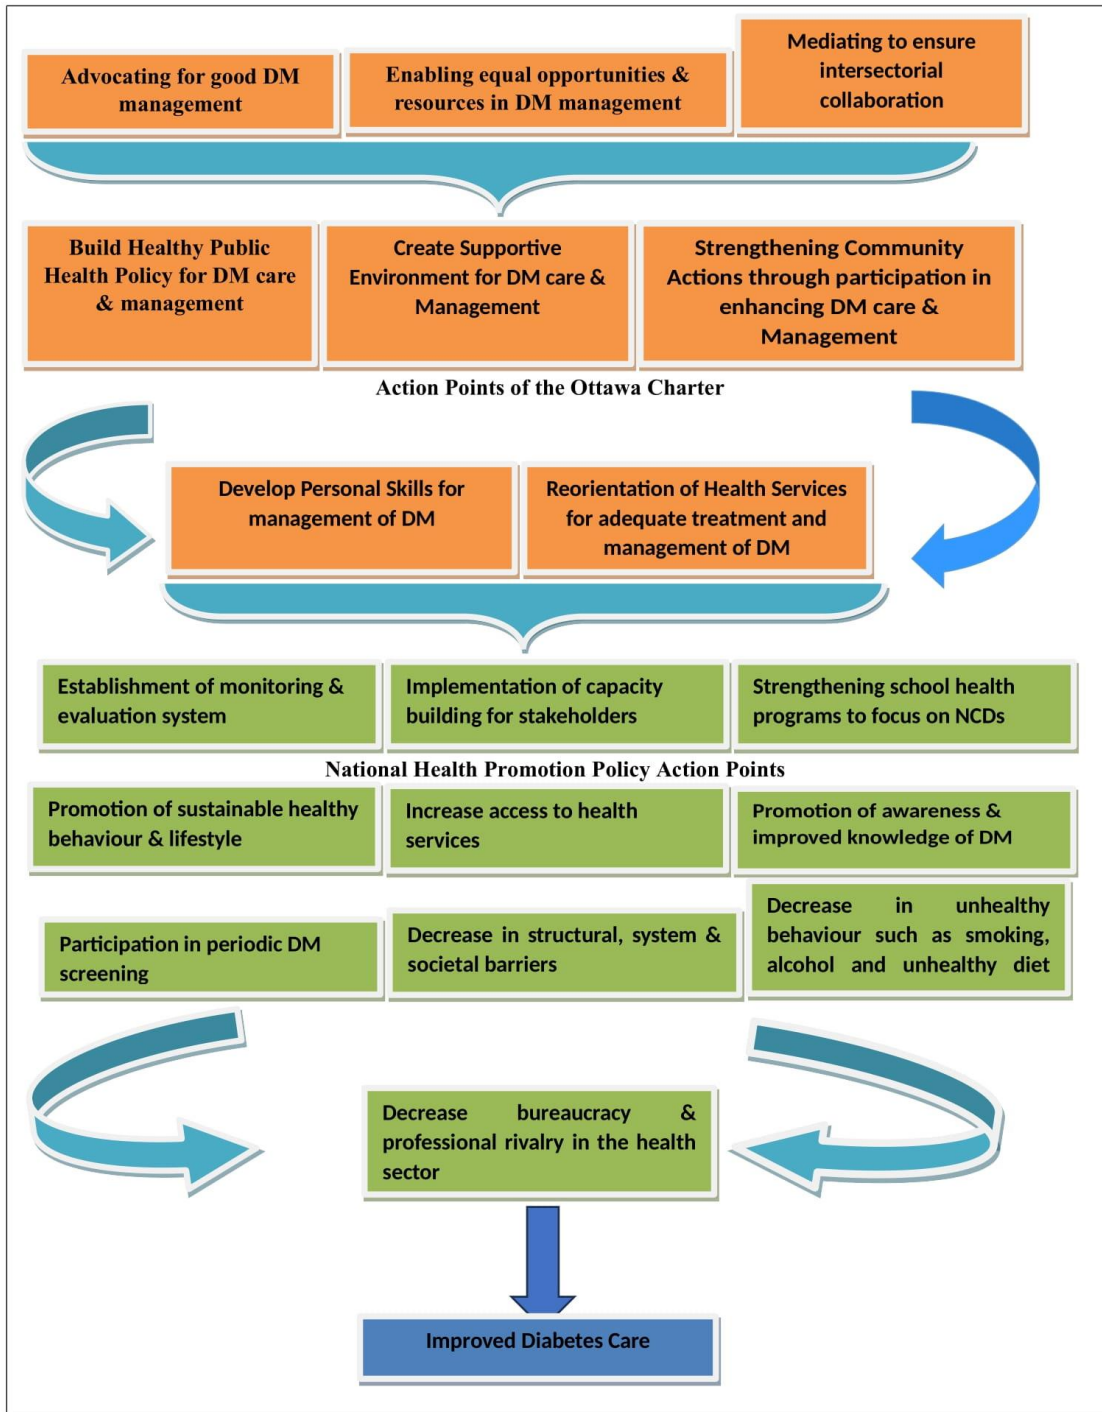 Advocating for good DM
management
Enabling equal opportunities &
resources in DM management
Mediating to ensure
intersectorial
collaboration
Build Healthy Public
Health Policy for DM care
& management
Create Supportive
Environment for DM care &
Management
Strengthening Community
Actions through participation in
enhancing DM care &
Management
Action Points of the Ottawa Charter
Develop Personal Skills for
management of DM
Reorientation of Health Services
for adequate treatment and
management of DM
Establishment of monitoring &
evaluation system
Implementation of capacity
building for stakeholders
Strengthening school health
programs to focus on NCDs
National Health Promotion Policy Action Points
Promotion of sustainable healthy
behaviour & lifestyle
Increase access to health
services
Promotion of awareness &
improved knowledge of DM
Participation in periodic DM
screening
Decrease in structural, system &
societal barriers
Decrease in unhealthy
behaviour such as smoking,
alcohol and unhealthy diet
Decrease bureaucracy &
professional rivalry in the health
sector
Improved Diabetes Care